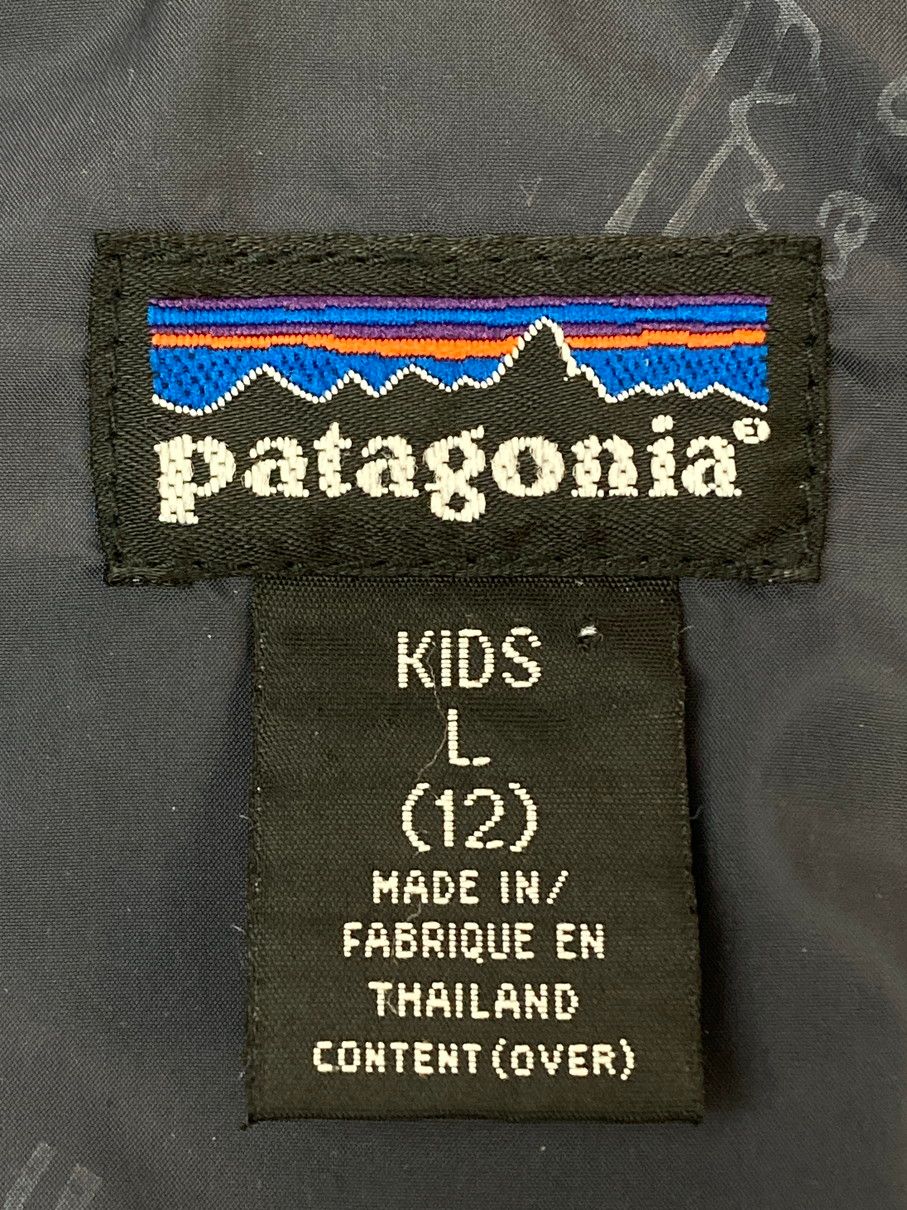 patagonia®
KIDS
L
(12)
MADE IN/
FABRIQUE EN
THAILAND
CONTENT (OVER)